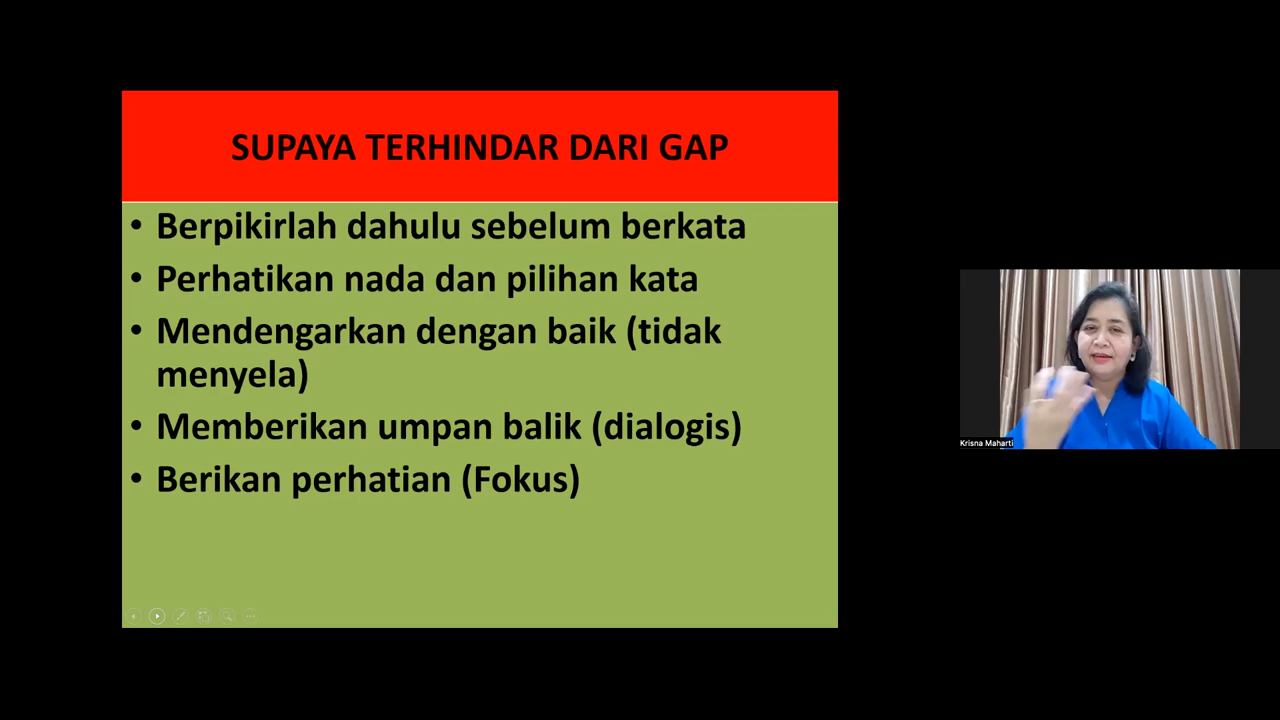 SUPAYA TERHINDAR DARI GAP
• Berpikirlah dahulu sebelum berkata
• Perhatikan nada dan pilihan kata
• Mendengarkan dengan baik (tidak
menyela)
• Memberikan umpan balik (dialogis)
• Berikan perhatian (Fokus)
Krisna Maharti